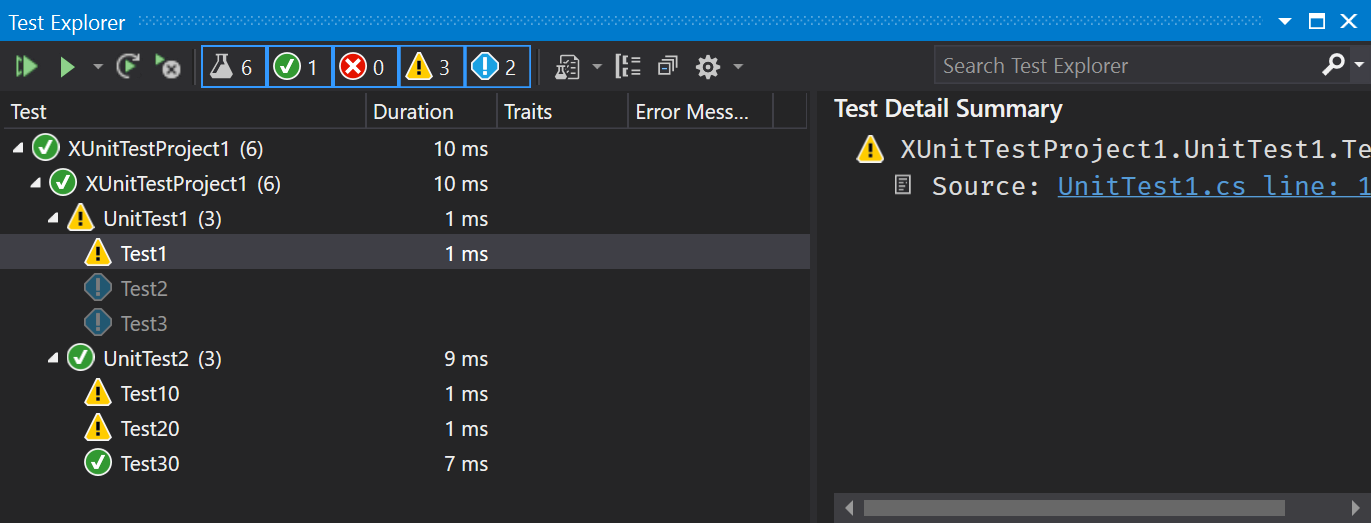 Test Explorer
6 1 0 3 2 Search Test Explorer
Test Duration Traits Error Mess... Test Detail Summary
XUnitTestProject1 (6) 10 ms XUnitTestProject1.UnitTest1.Te
XUnitTestProject1 (6) 10 ms Source: UnitTest1.cs line: 1
UnitTest1 (3) 1 ms
Test1 1 ms
Test2
Test3
UnitTest2 (3) 9 ms
Test10 1 ms
Test20 1 ms
Test30 7 ms